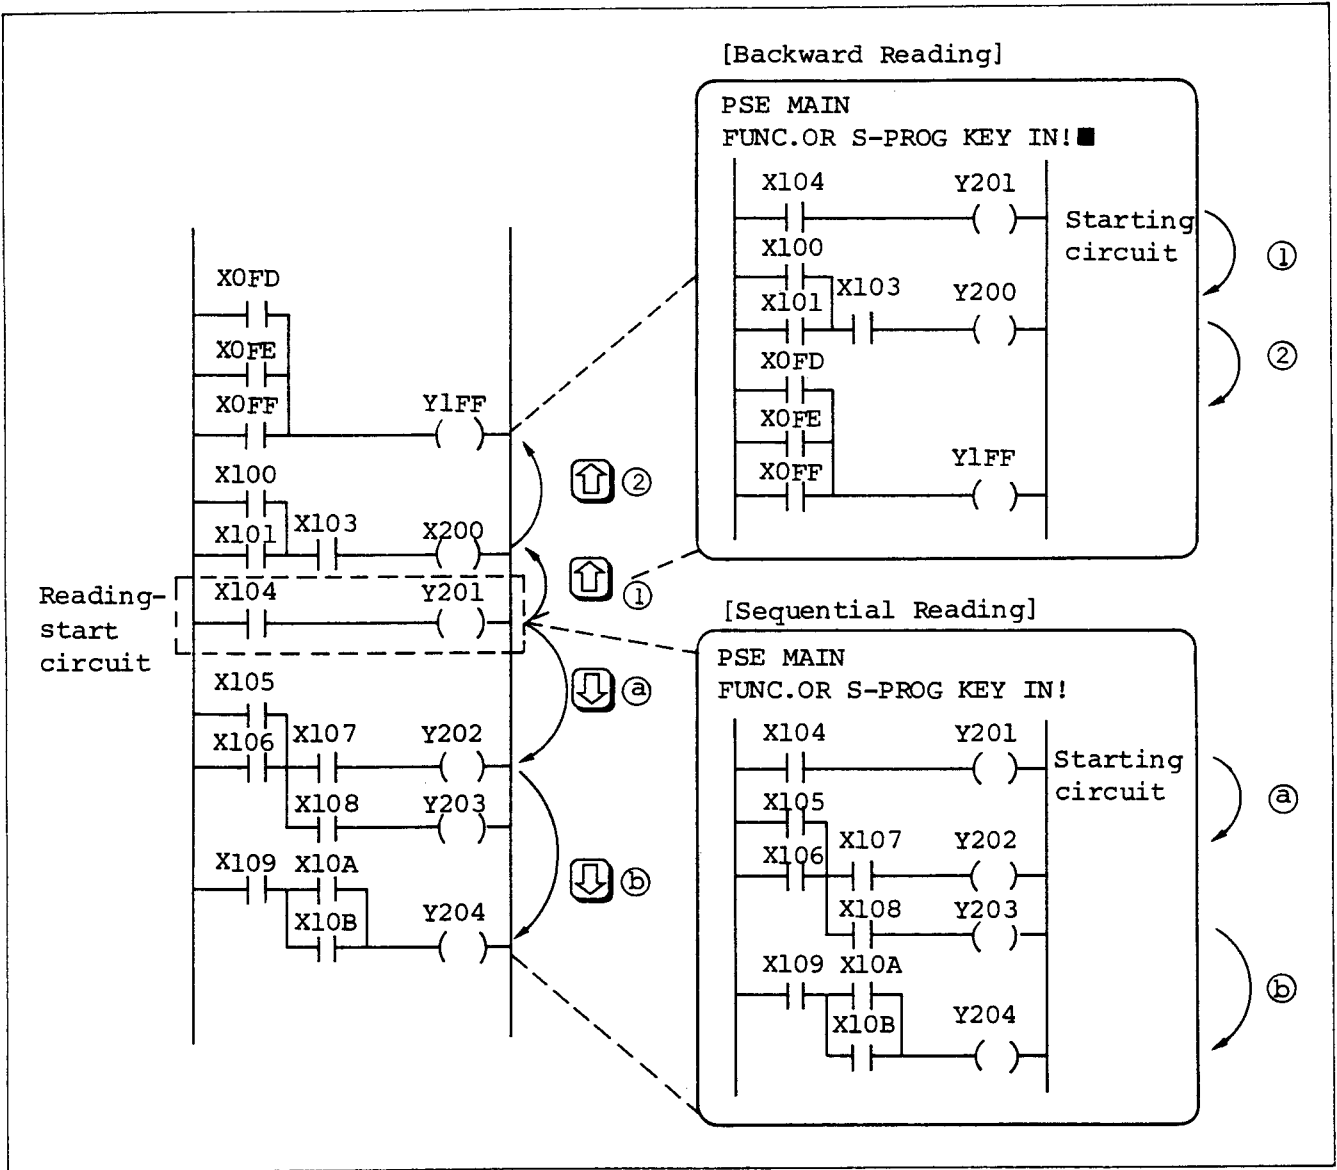 [Backward Reading]
PSE MAIN
FUNC.OR S-PROG KEY IN!■
X104 Y201
Starting
circuit
①
X100
X101 X103 Y200
②
X0FD
X0FE
X0FF Y1FF
X0FD
X0FE
X0FF Y1FF
②
X100
X101 X103 X200
①
Reading-
start
circuit
X104 Y201
X105
ⓐ
X106 X107 Y202
X108 Y203
X109 X10A
ⓑ
X10B Y204
[Sequential Reading]
PSE MAIN
FUNC.OR S-PROG KEY IN!
X104 Y201
Starting
circuit
ⓐ
X105
X106 X107 Y202
X108 Y203
X109 X10A
ⓑ
X10B Y204